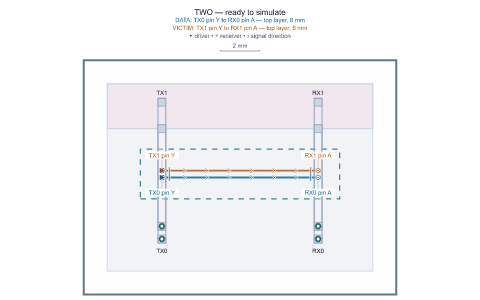 TWO — ready to simulate
DATA: TX0 pin Y to RX0 pin A — top layer, 8 mm
VICTIM: TX1 pin Y to RX1 pin A — top layer, 8 mm
▸ driver • ▫ receiver • › signal direction
2 mm
TX1 RX1
TX1 pin Y RX1 pin A
TX0 pin Y RX0 pin A
TX0 RX0